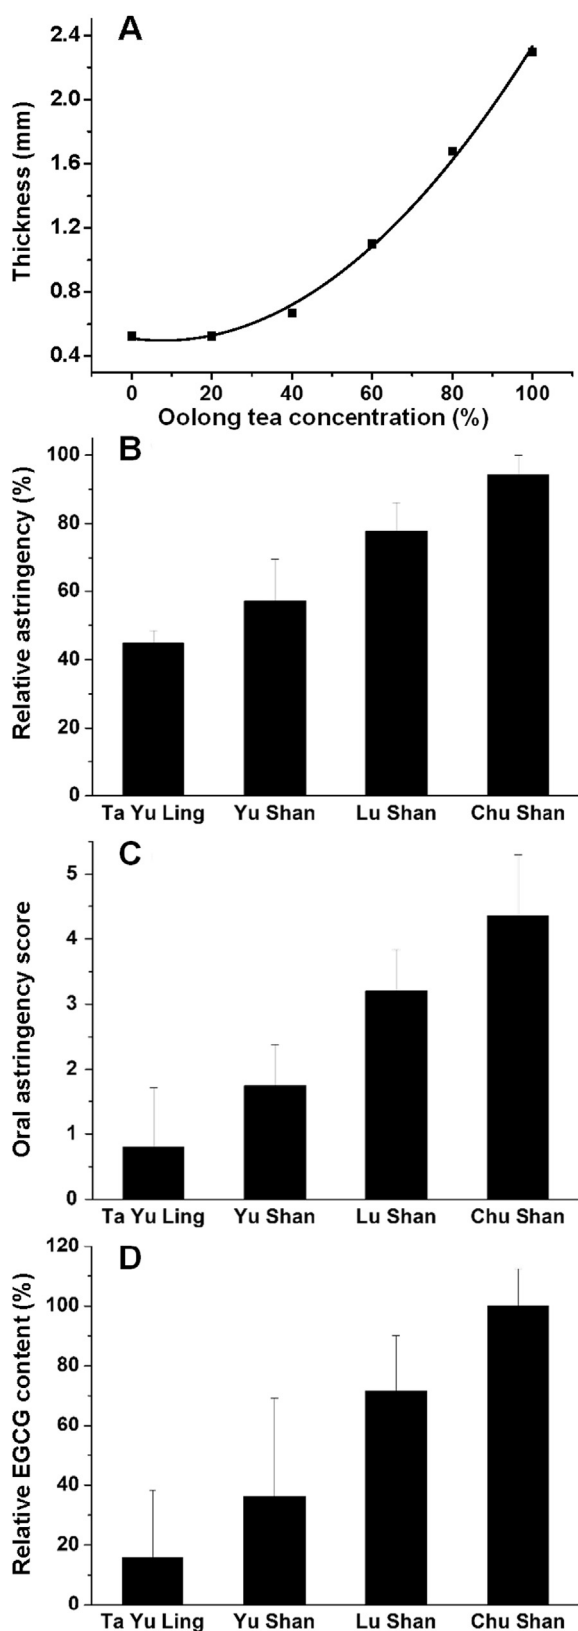 A
Thickness (mm)
2.4
2.0
1.6
1.2
0.8
0.4
0 20 40 60 80 100
Oolong tea concentration (%)
B
Relative astringency (%)
100
80
60
40
20
0
Ta Yu Ling Yu Shan Lu Shan Chu Shan
C
Oral astringency score
5
4
3
2
1
0
Ta Yu Ling Yu Shan Lu Shan Chu Shan
D
Relative EGCG content (%)
120
100
80
60
40
20
0
Ta Yu Ling Yu Shan Lu Shan Chu Shan